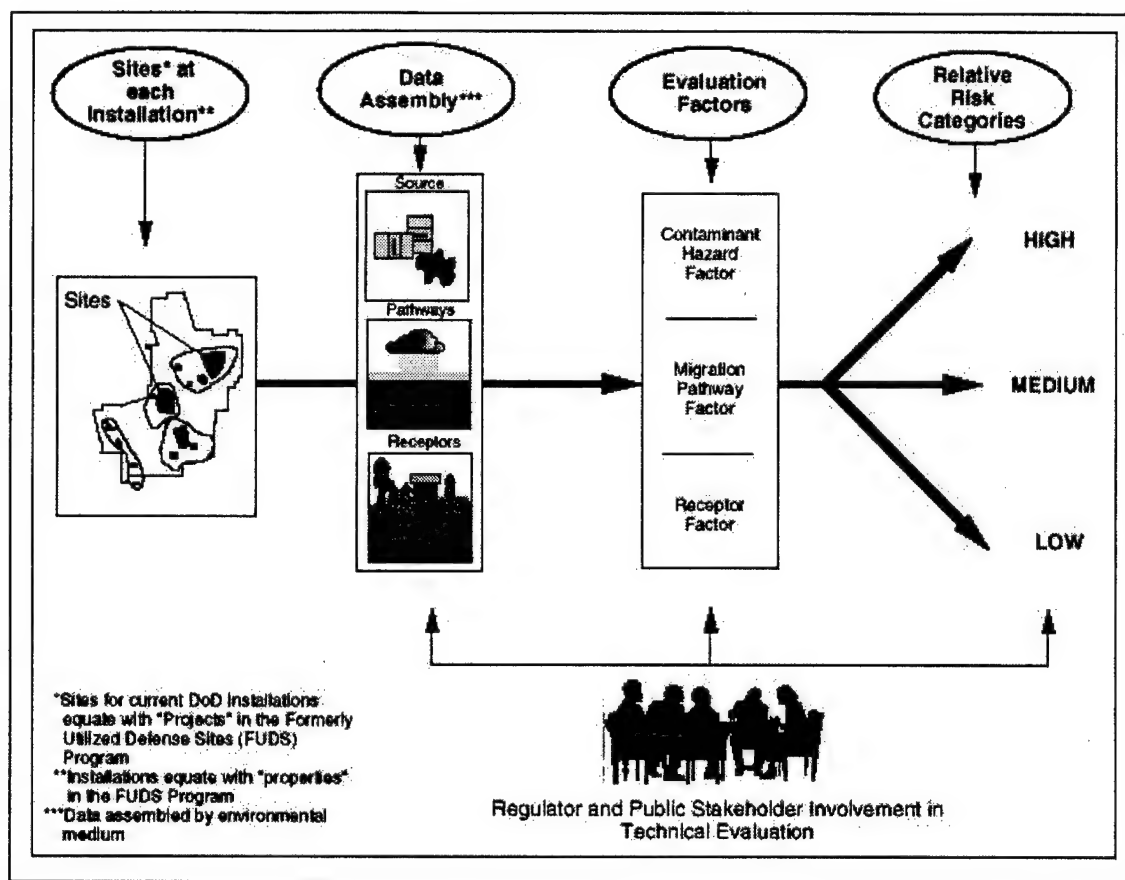 Sites* at
each
Installation**
Data
Assembly***
Evaluation
Factors
Relative
Risk
Categories
Source
Sites
Pathways
Receptors
Contaminant
Hazard
Factor
Migration
Pathway
Factor
Receptor
Factor
HIGH
MEDIUM
LOW
*Sites for current DoD Installations
equate with "Projects" in the Formerly
Utilized Defense Sites (FUDS)
Program
**Installations equate with "properties"
in the FUDS Program
***Data assembled by environmental
medium
Regulator and Public Stakeholder Involvement in
Technical Evaluation